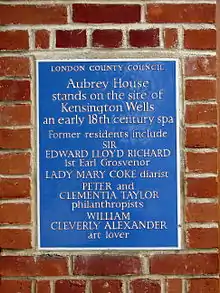 LONDON COUNTY COUNCIL
Aubrey House
stands on the site of
Kensington Wells
an early 18th century spa
Former residents include
SIR
EDWARD LLOYD RICHARD
1st Earl Grosvenor
LADY MARY COKE diarist
PETER and
CLEMENTIA TAYLOR
philanthropists
WILLIAM
CLEVERLY ALEXANDER
art lover